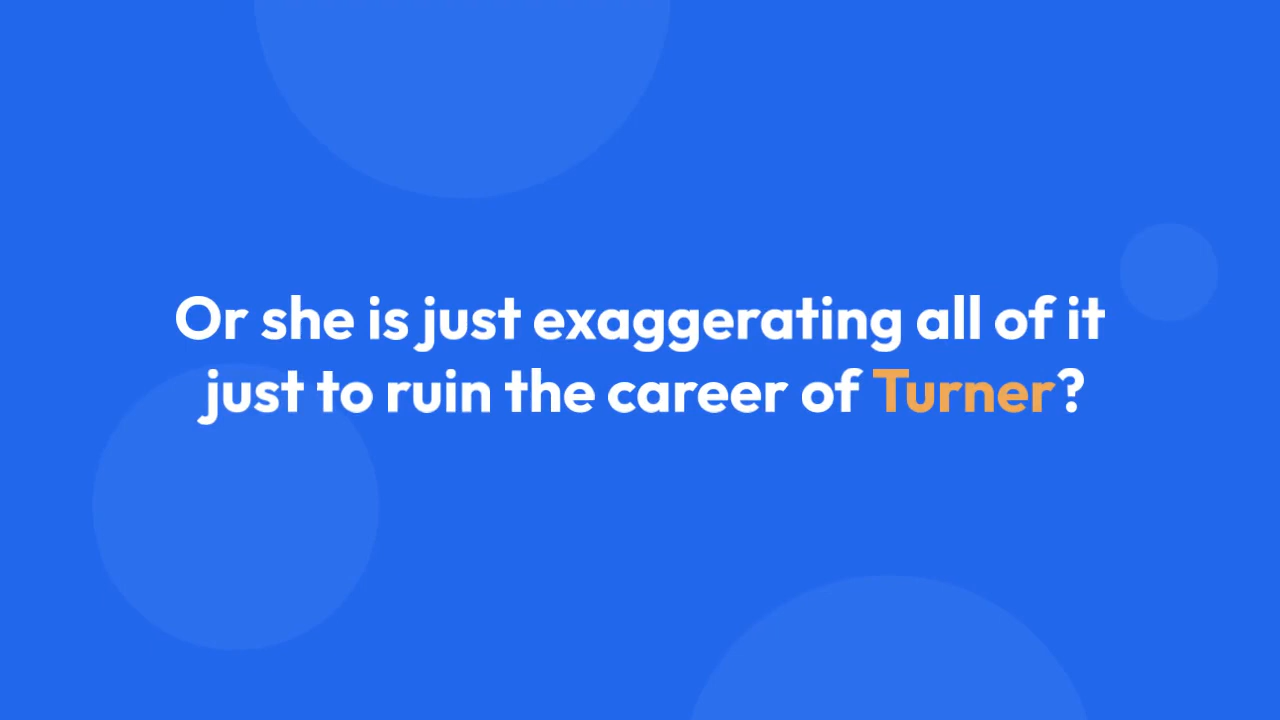 Or she is just exaggerating all of it
just to ruin the career of Turner?